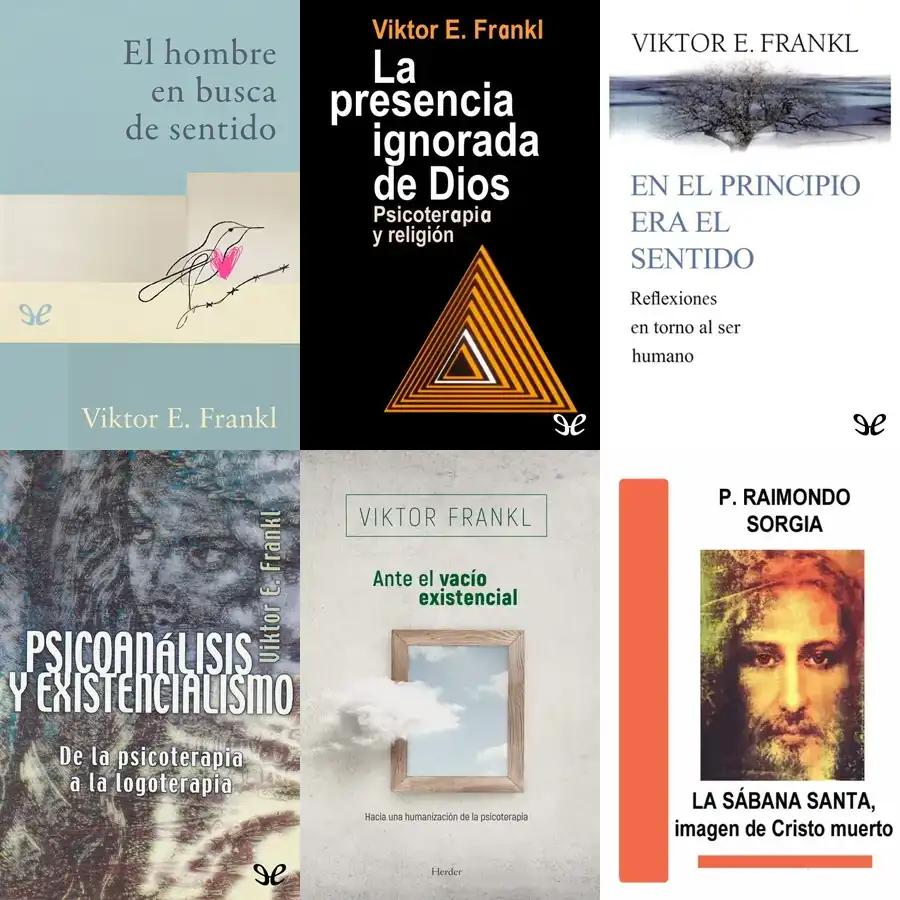 El hombre
en busca
de sentido
Viktor E. Frankl
Viktor E. Frankl
La
presencia
ignorada
de Dios
Psicoterapia
y religión
VIKTOR E. FRANKL
EN EL PRINCIPIO
ERA EL
SENTIDO
Reflexiones
en torno al ser
humano
Viktor E. Frankl
PSICOANÁLISIS
Y EXISTENCIALISMO
De la psicoterapia
a la logoterapia
VIKTOR FRANKL
Ante el vacío
existencial
Hacia una humanización de la psicoterapia
Herder
P. RAIMONDO
SORGIA
LA SÁBANA SANTA,
imagen de Cristo muerto